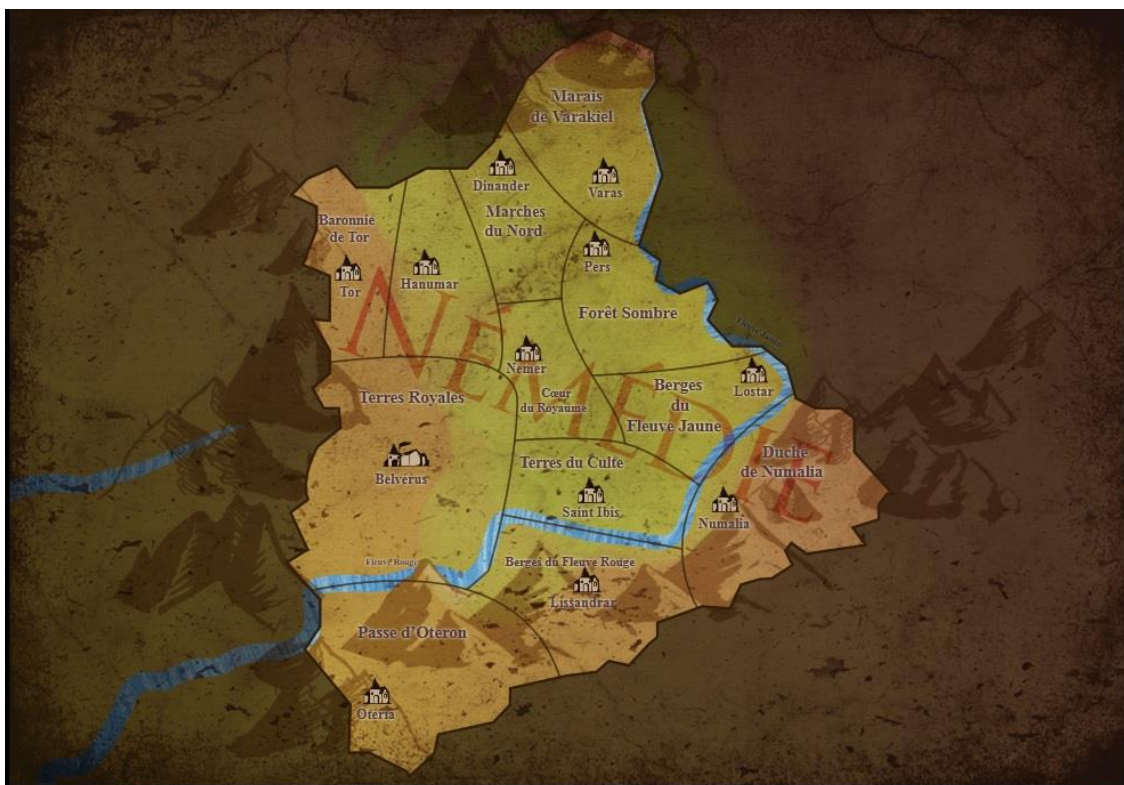 Marais
de Varakiel
Dinander
Varas
Marches
du Nord
Baronnie
de Tor
Tor
Hanumar
Pers
Forêt Sombre
NÉMÉDIE
Fleuve Jaune
Nemer
Cœur
du Royaume
Berges
du
Fleuve Jaune
Lostar
Terres Royales
Belvérus
Terres du Culte
Saint Ibis
Duché
de Numalia
Numalia
Fleuve Rouge
Berges du Fleuve Rouge
Lissandrar
Passe d'Oteron
Oteria